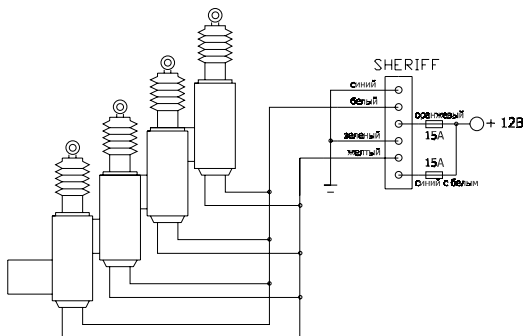 SHERIFF
синий
белый
оранжевый
+ 12В
15А
зеленый
желтый
15А
синий с белым